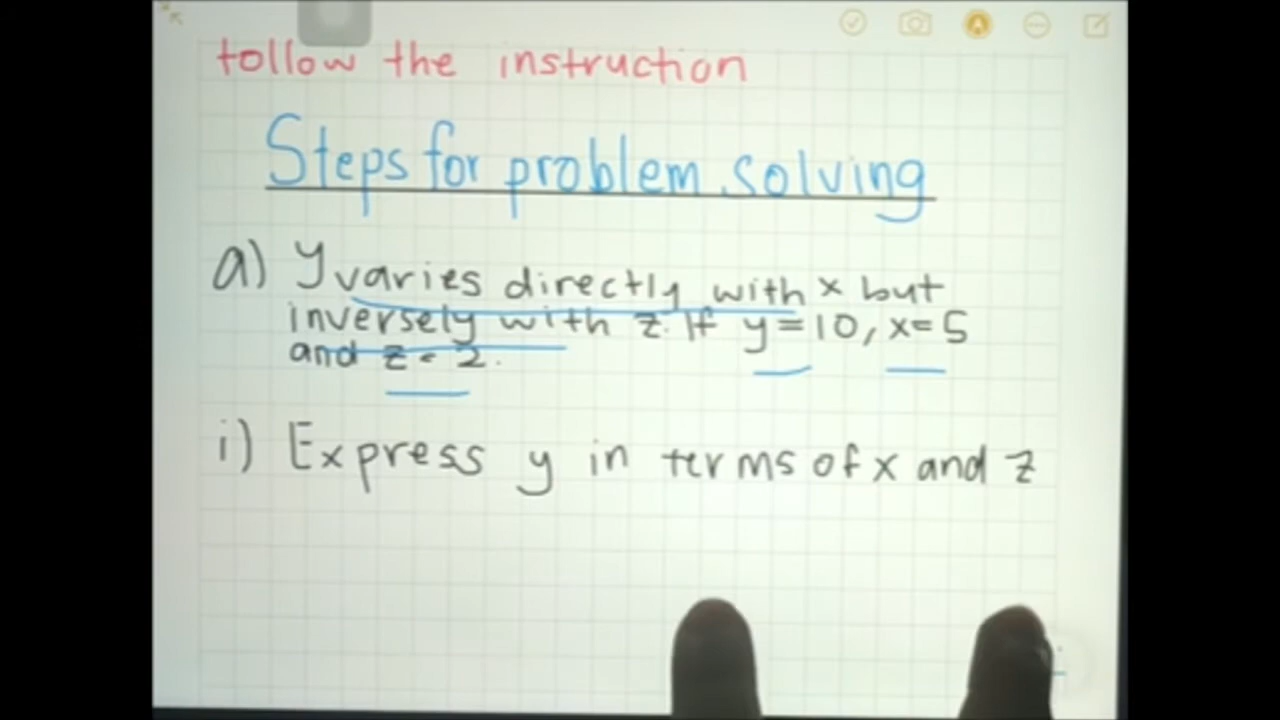 follow the instruction
Steps for problem solving
a) y varies directly with x but
inversely with z. If y=10, x=5
and z = 2.
i) Express y in terms of x and z